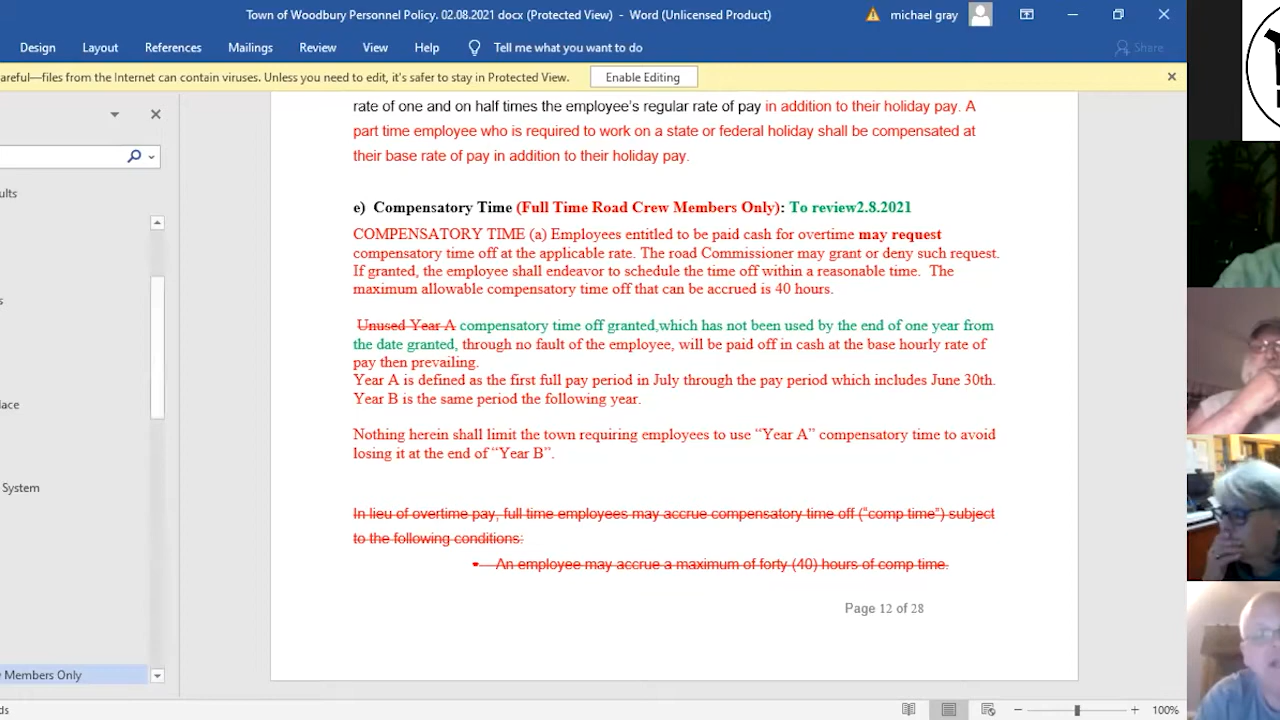 Town of Woodbury Personnel Policy. 02.08.2021 docx (Protected View) - Word (Unlicensed Product)
michael gray
Design Layout References Mailings Review View Help Tell me what you want to do Share
areful—files from the Internet can contain viruses. Unless you need to edit, it's safer to stay in Protected View. Enable Editing
rate of one and on half times the employee's regular rate of pay in addition to their holiday pay. A
part time employee who is required to work on a state or federal holiday shall be compensated at
their base rate of pay in addition to their holiday pay.
ults
e) Compensatory Time (Full Time Road Crew Members Only): To review2.8.2021
COMPENSATORY TIME (a) Employees entitled to be paid cash for overtime may request
compensatory time off at the applicable rate. The road Commissioner may grant or deny such request.
If granted, the employee shall endeavor to schedule the time off within a reasonable time. The
maximum allowable compensatory time off that can be accrued is 40 hours.
s
Unused Year A compensatory time off granted,which has not been used by the end of one year from
the date granted, through no fault of the employee, will be paid off in cash at the base hourly rate of
pay then prevailing.
Year A is defined as the first full pay period in July through the pay period which includes June 30th.
Year B is the same period the following year.
lace
Nothing herein shall limit the town requiring employees to use “Year A” compensatory time to avoid
losing it at the end of “Year B”.
System
In lieu of overtime pay, full time employees may accrue compensatory time off (“comp time”) subject
to the following conditions:
• An employee may accrue a maximum of forty (40) hours of comp time.
Page 12 of 28
Members Only
ds
100%